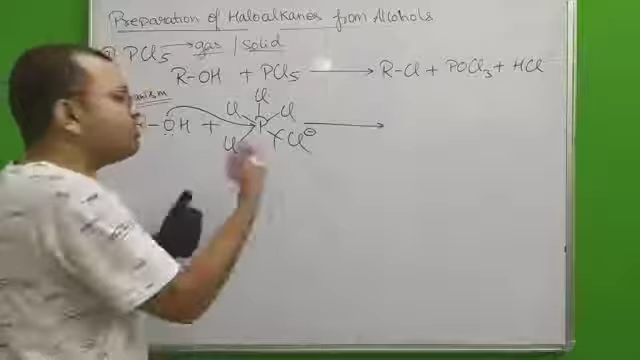 Preparation of Haloalkanes from Alcohols
PCl5 → gas / solid
R-OH + PCl5 → R-Cl + POCl3 + HCl
- OH + Cl Cl Cl P Cl Cl⊖ →